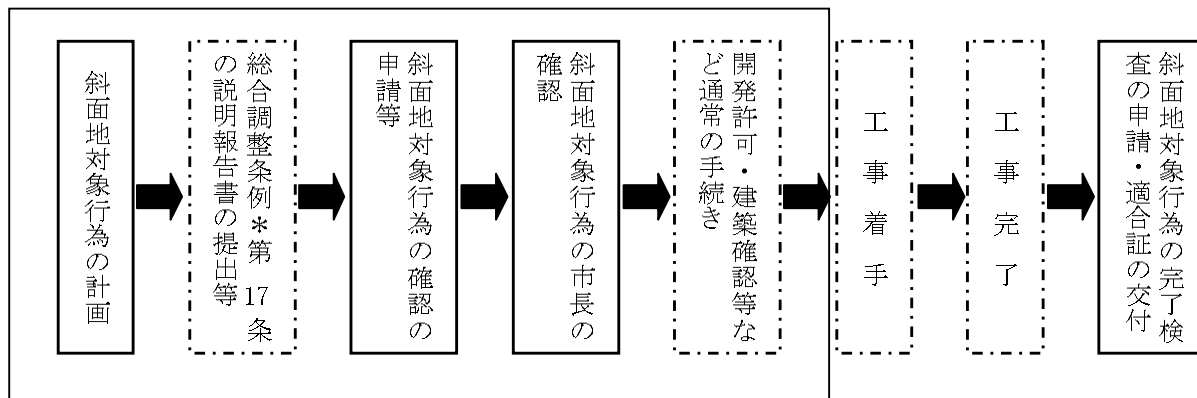 斜面地対象行為の計画
総合調整条例＊第17条
の説明報告書の提出等
斜面地対象行為の確認の
申請等
斜面地対象行為の市長の
確認
開発許可・建築確認等な
ど通常の手続き
工事着手
工事完了
斜面地対象行為の完了検
査の申請・適合証の交付